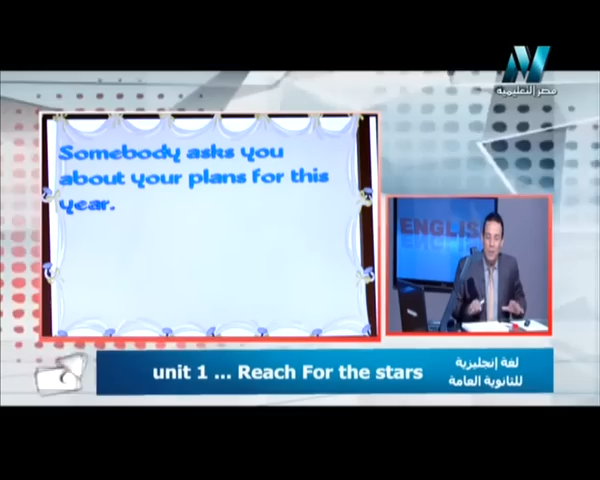 مصر التعليمية
Somebody asks you
about your plans for this
year.
ENGLISH
unit 1 ... Reach For the stars
لغة إنجليزية
للثانوية العامة